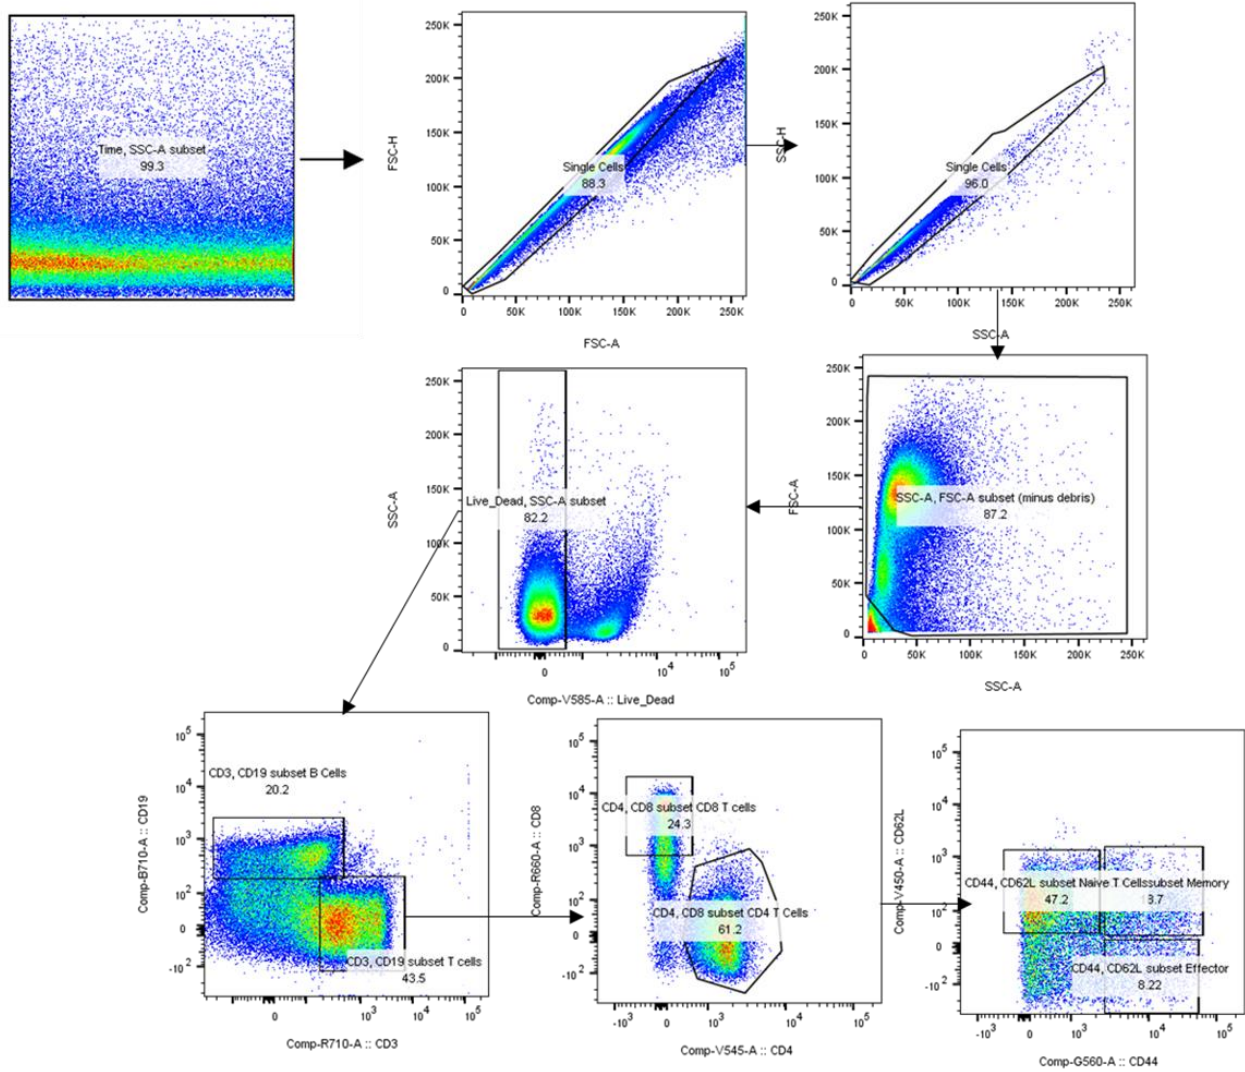 Time, SSC-A subset
99.3
250K
200K
150K
100K
50K
0
FSC-H
Single Cells
88.3
0
50K
100K
150K
200K
250K
FSC-A
250K
200K
150K
100K
50K
0
SSC-H
Single Cells
96.0
0
50K
100K
150K
200K
250K
SSC-A
250K
200K
150K
100K
50K
0
SSC-A
Live_Dead, SSC-A subset
82.2
0
10^4
10^5
Comp-V585-A :: Live_Dead
250K
200K
150K
100K
50K
0
FSC-A
SSC-A, FSC-A subset (minus debris)
87.2
0
50K
100K
150K
200K
250K
SSC-A
10^5
10^4
10^3
10^2
0
-10^2
Comp-B710-A :: CD19
CD3, CD19 subset B Cells
20.2
CD3, CD19 subset T cells
43.5
0
10^3
10^4
10^5
Comp-R710-A :: CD3
10^5
10^4
10^3
10^2
0
-10^2
Comp-R660-A :: CD8
CD4, CD8 subset CD8 T cells
24.3
CD4, CD8 subset CD4 T Cells
61.2
-10^3
0
10^3
10^4
10^5
Comp-V545-A :: CD4
10^5
10^4
10^3
10^2
0
-10^2
Comp-V450-A :: CD62L
CD44, CD62L subset Naive T Cells
subset Memory
47.2
CD44, CD62L subset Effector
8.22
-10^3
0
10^3
10^4
10^5
Comp-G560-A :: CD44